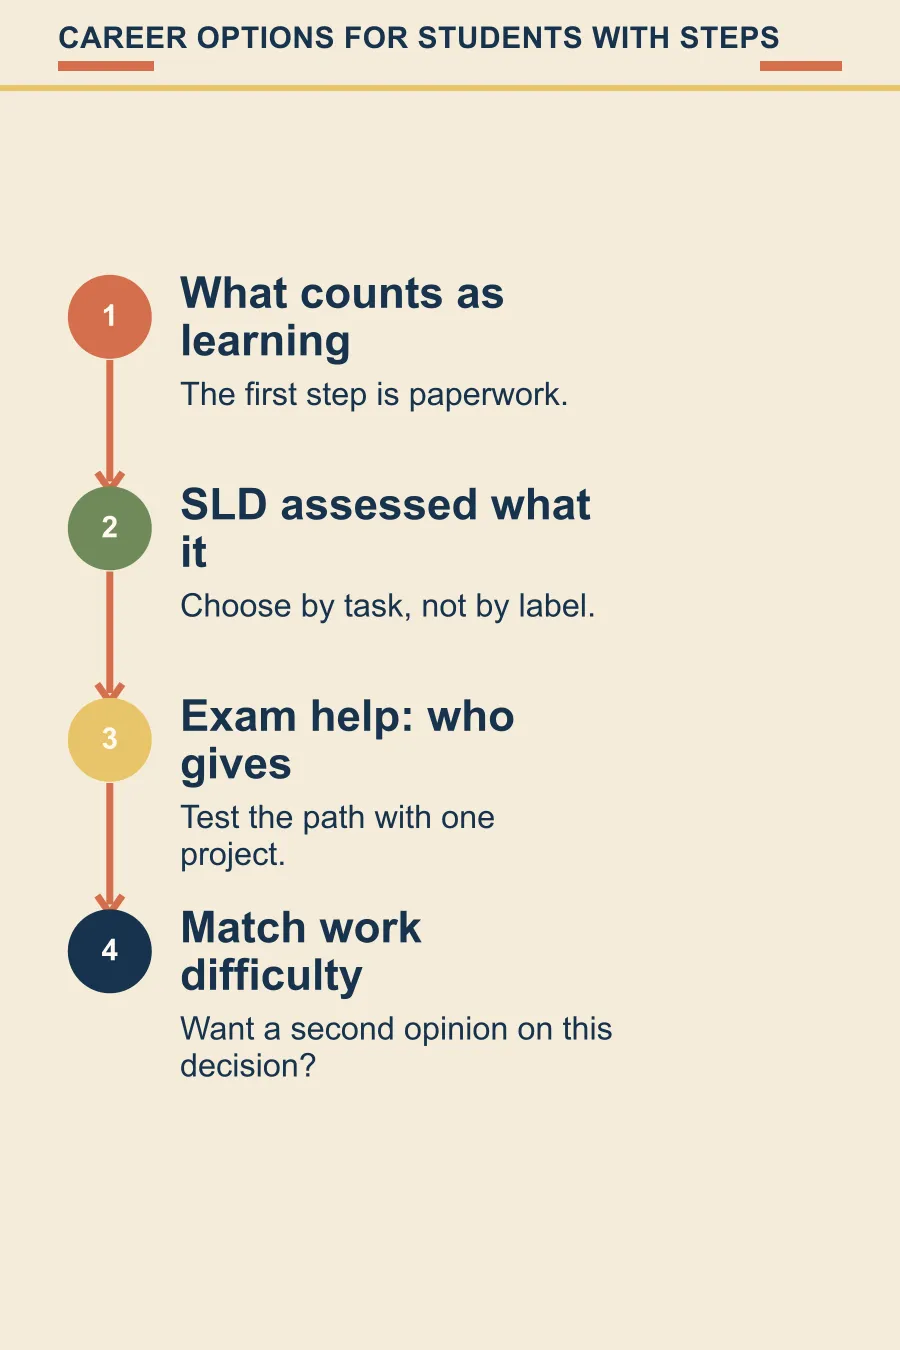 CAREER OPTIONS FOR STUDENTS WITH STEPS
1
What counts as
learning
The first step is paperwork.
2
SLD assessed what
it
Choose by task, not by label.
3
Exam help: who
gives
Test the path with one
project.
4
Match work
difficulty
Want a second opinion on this
decision?